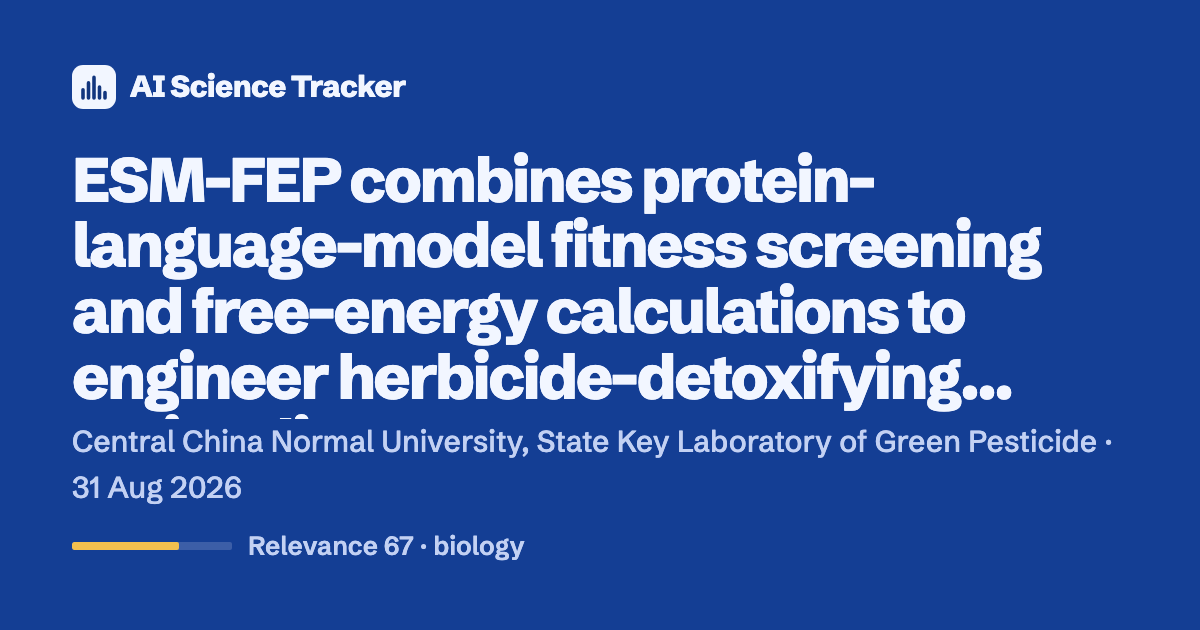 AI Science Tracker
ESM-FEP combines protein-
language-model fitness screening
and free-energy calculations to
engineer herbicide-detoxifying...
Central China Normal University, State Key Laboratory of Green Pesticide ·
31 Aug 2026
Relevance 67 · biology